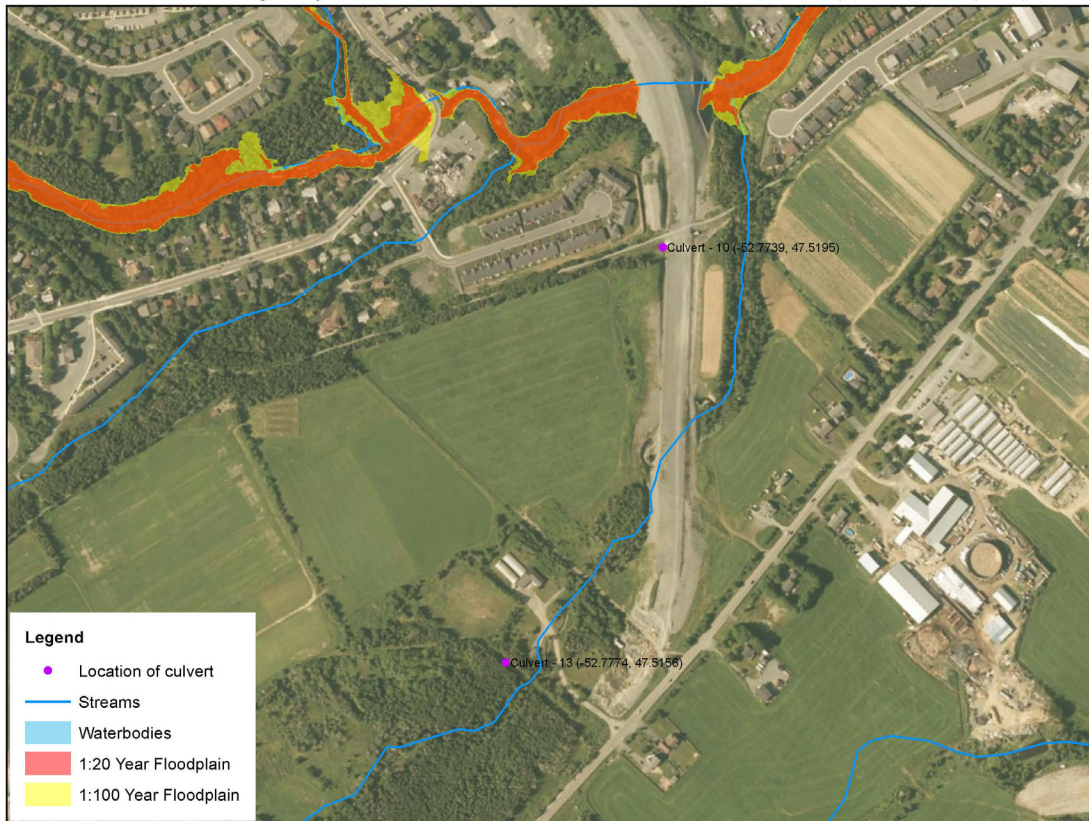 Culvert - 10 (-52.7739, 47.5195)
Culvert - 13 (-52.7774, 47.5156)
Legend
Location of culvert
Streams
Waterbodies
1:20 Year Floodplain
1:100 Year Floodplain